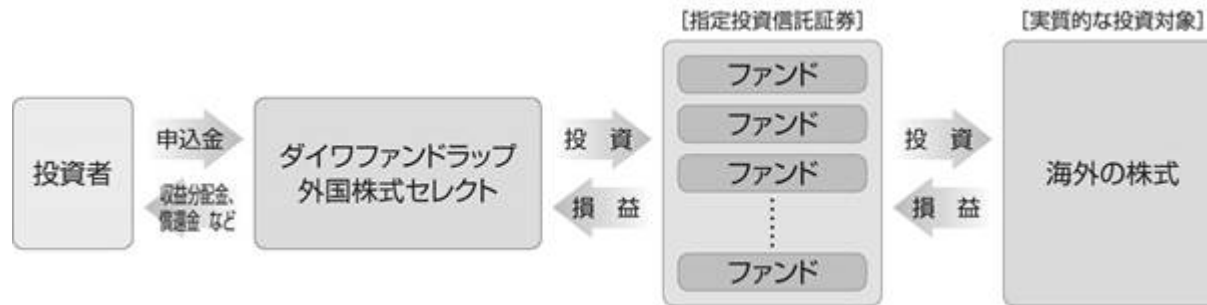 [指定投資信託証券]
[実質的な投資対象]
投資者
申込金
収益分配金、
償還金 など
ダイワファンドラップ
外国株式セレクト
投 資
損 益
ファンド
ファンド
ファンド
ファンド
投 資
損 益
海外の株式